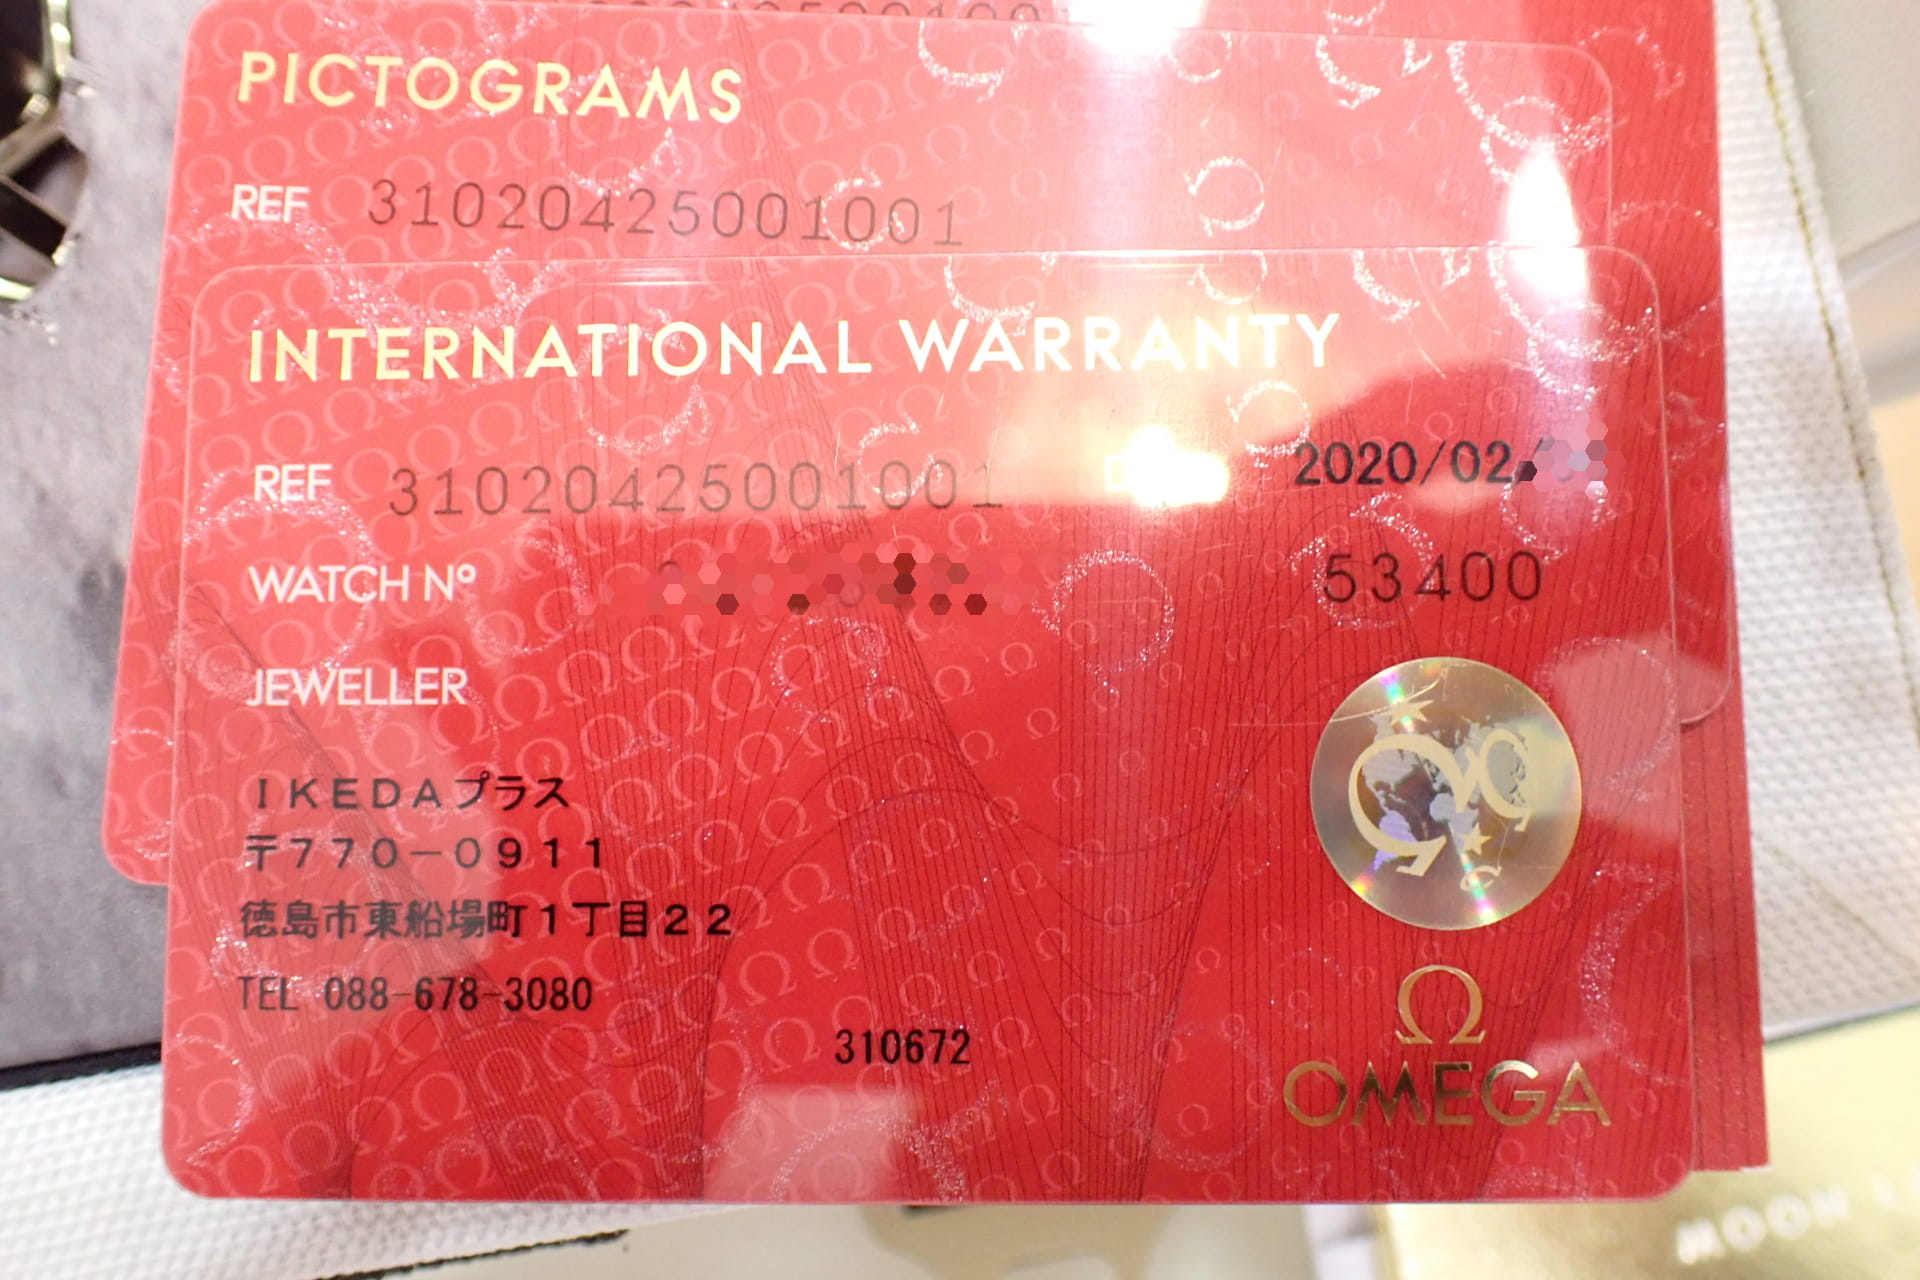 PICTOGRAMS
REF 31020425001001
INTERNATIONAL WARRANTY
REF 31020425001001 2020/02/
WATCH Nº 53400
JEWELLER
IKEDAプラス
〒770-0911
徳島市東船場町1丁目22
TEL 088-678-3080
310672
Ω
OMEGA
MOON